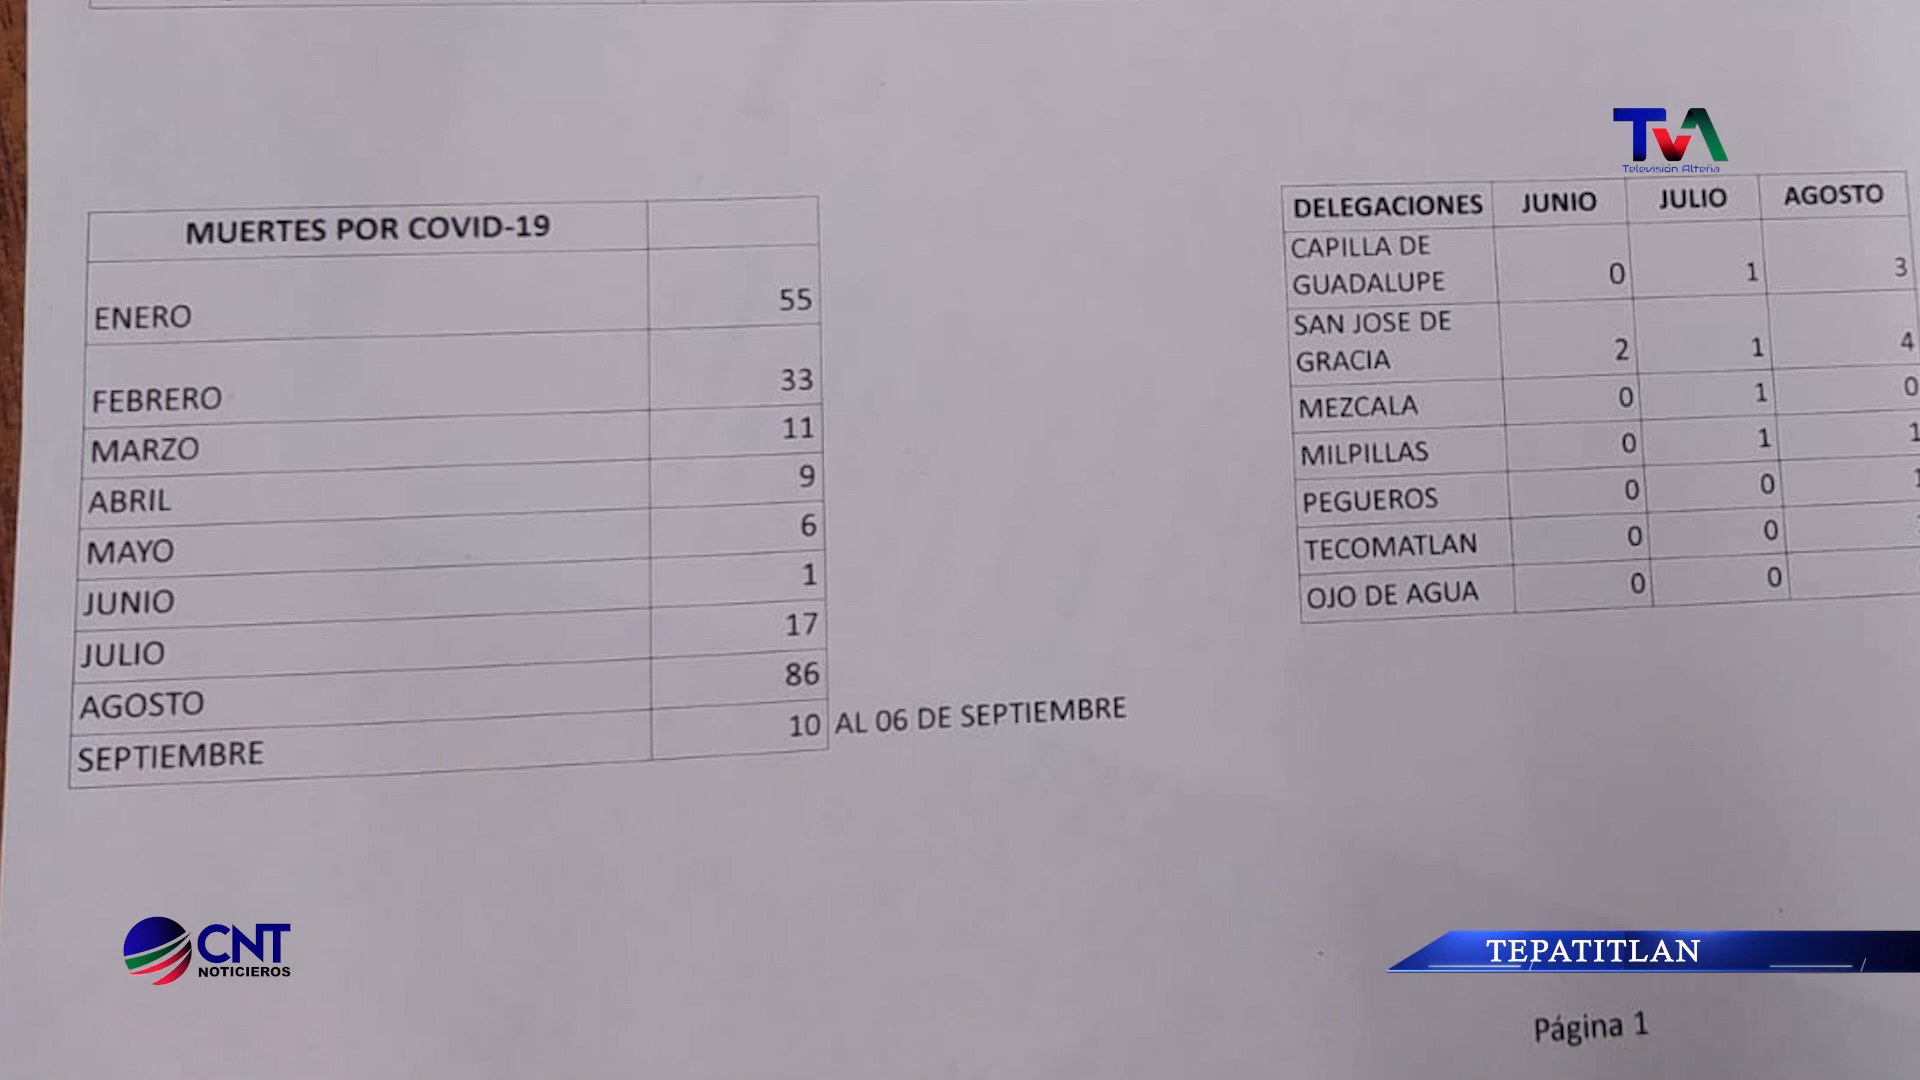 TVA
Televisión Alteña
MUERTES POR COVID-19
ENERO 55
FEBRERO 33
MARZO 11
ABRIL 9
MAYO 6
JUNIO 1
JULIO 17
AGOSTO 86
SEPTIEMBRE 10 AL 06 DE SEPTIEMBRE
DELEGACIONES JUNIO JULIO AGOSTO
CAPILLA DE
GUADALUPE 0 1 3
SAN JOSE DE
GRACIA 2 1 4
MEZCALA 0 1 0
MILPILLAS 0 1 1
PEGUEROS 0 0 1
TECOMATLAN 0 0
OJO DE AGUA 0 0
CNT
NOTICIEROS
TEPATITLAN
Página 1